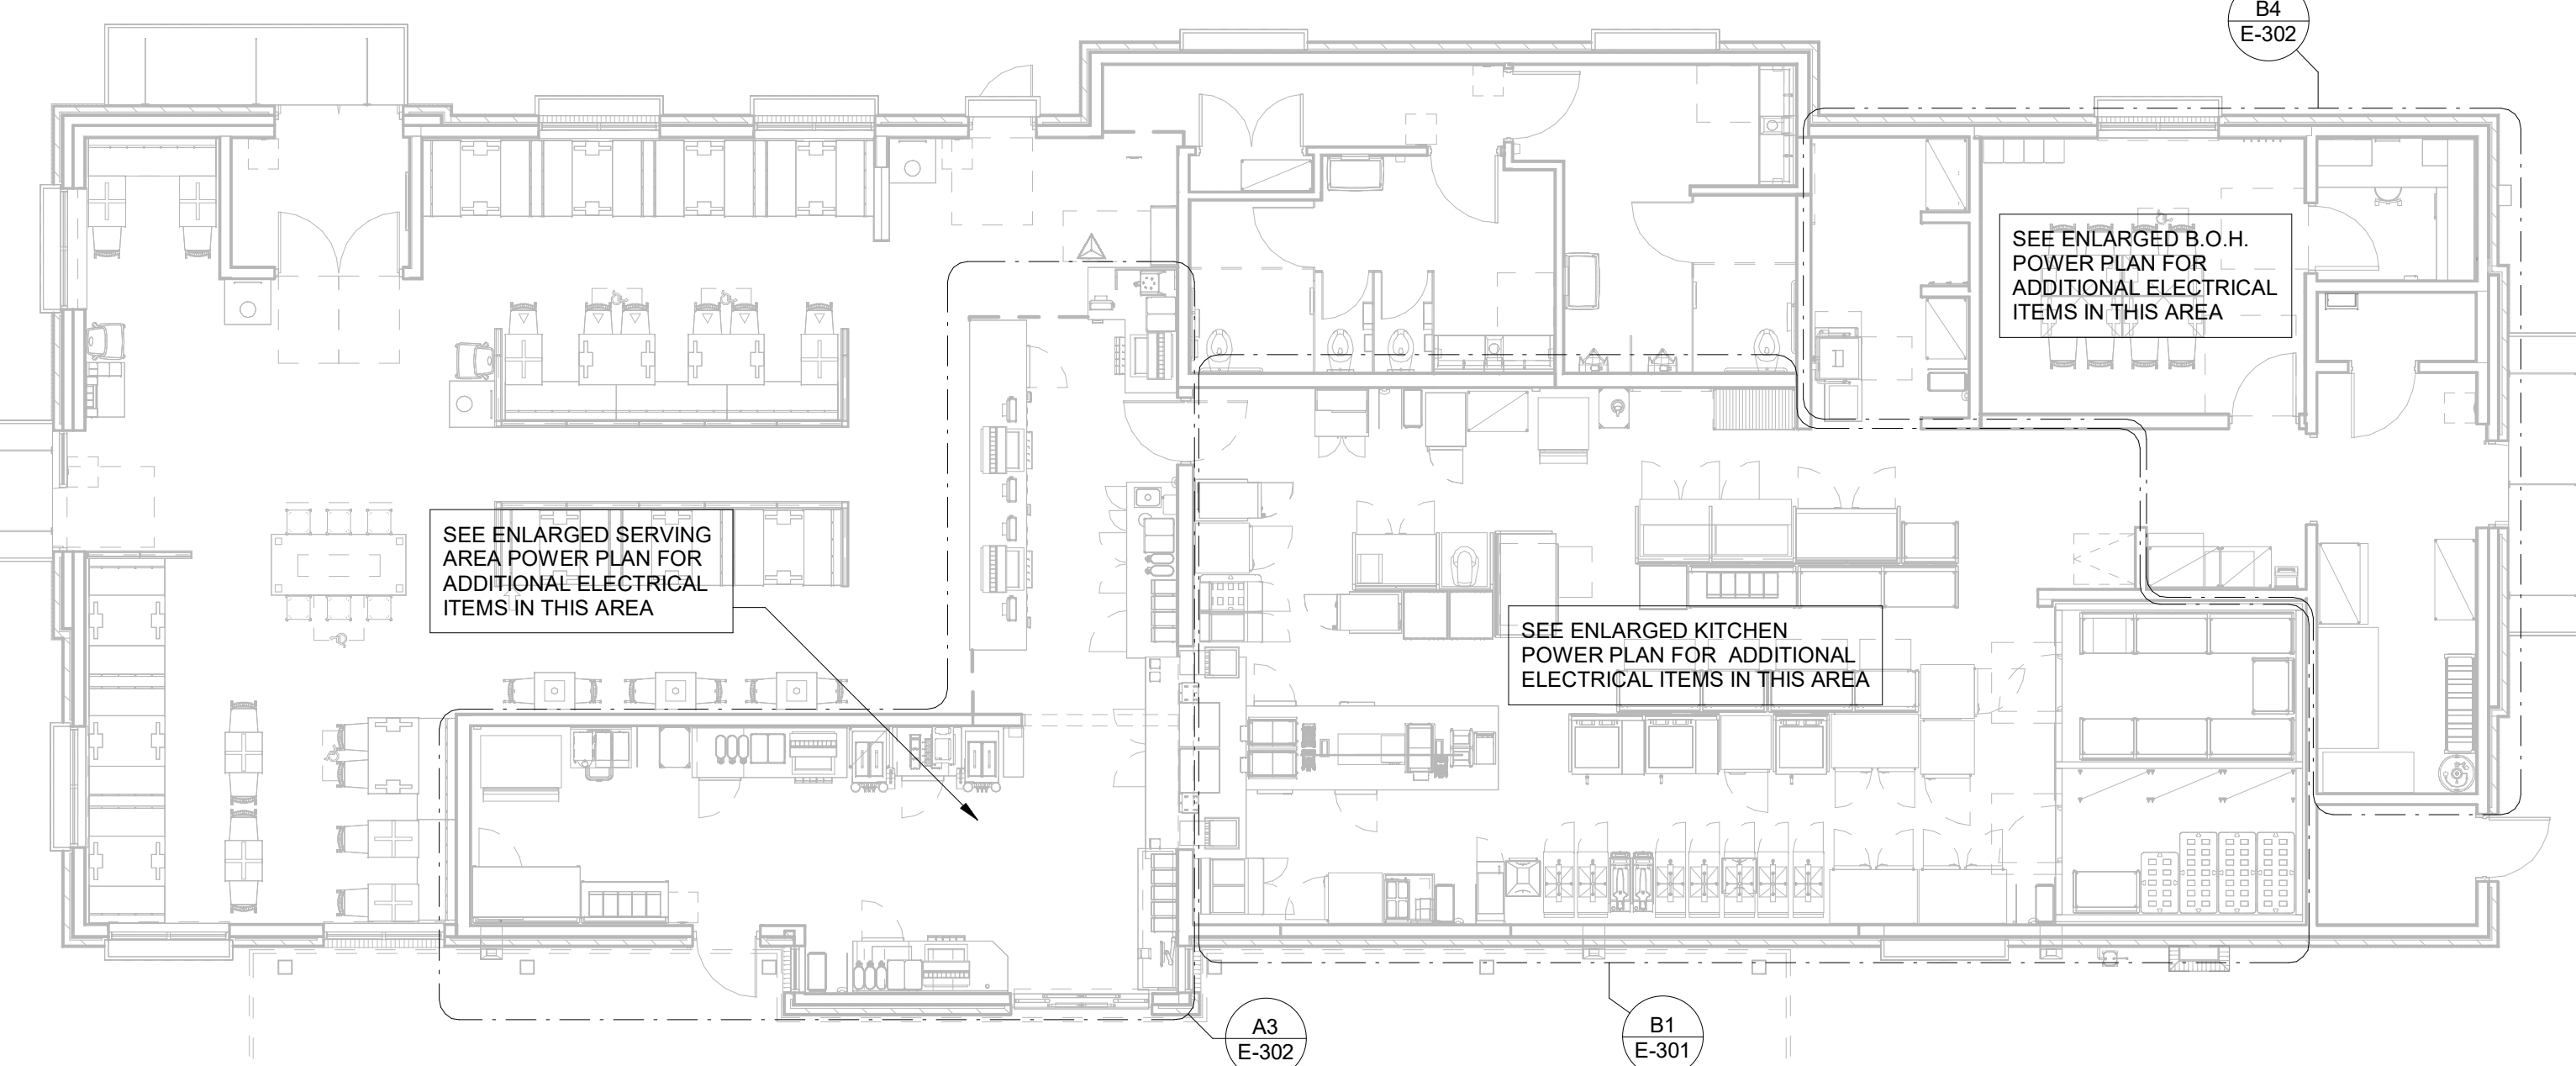 B4
E-302
SEE ENLARGED B.O.H.
POWER PLAN FOR
ADDITIONAL ELECTRICAL
ITEMS IN THIS AREA
SEE ENLARGED SERVING
AREA POWER PLAN FOR
ADDITIONAL ELECTRICAL
ITEMS IN THIS AREA
SEE ENLARGED KITCHEN
POWER PLAN FOR  ADDITIONAL
ELECTRICAL ITEMS IN THIS AREA
A3
E-302
B1
E-301